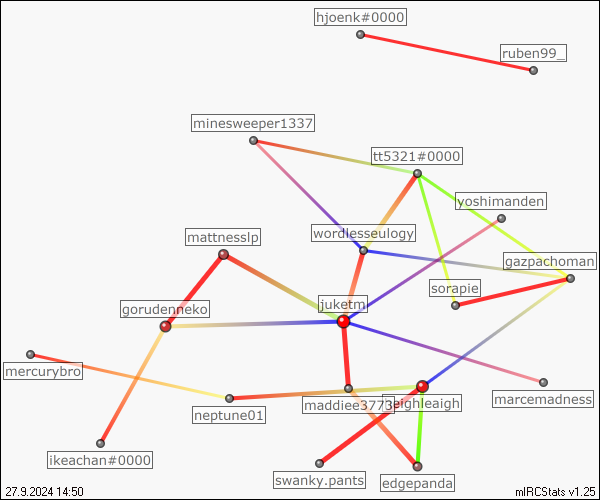 hjoenk#0000
ruben99_
minesweeper1337
tt5321#0000
yoshimanden
mattnesslp
wordlesseulogy
gazpachoman
sorapie
gorudenneko
juketm
mercurybro
marcemadness
maddiee3773
leighleaigh
neptune01
ikeachan#0000
swanky.pants
edgepanda
27.9.2024 14:50
mIRCStats v1.25